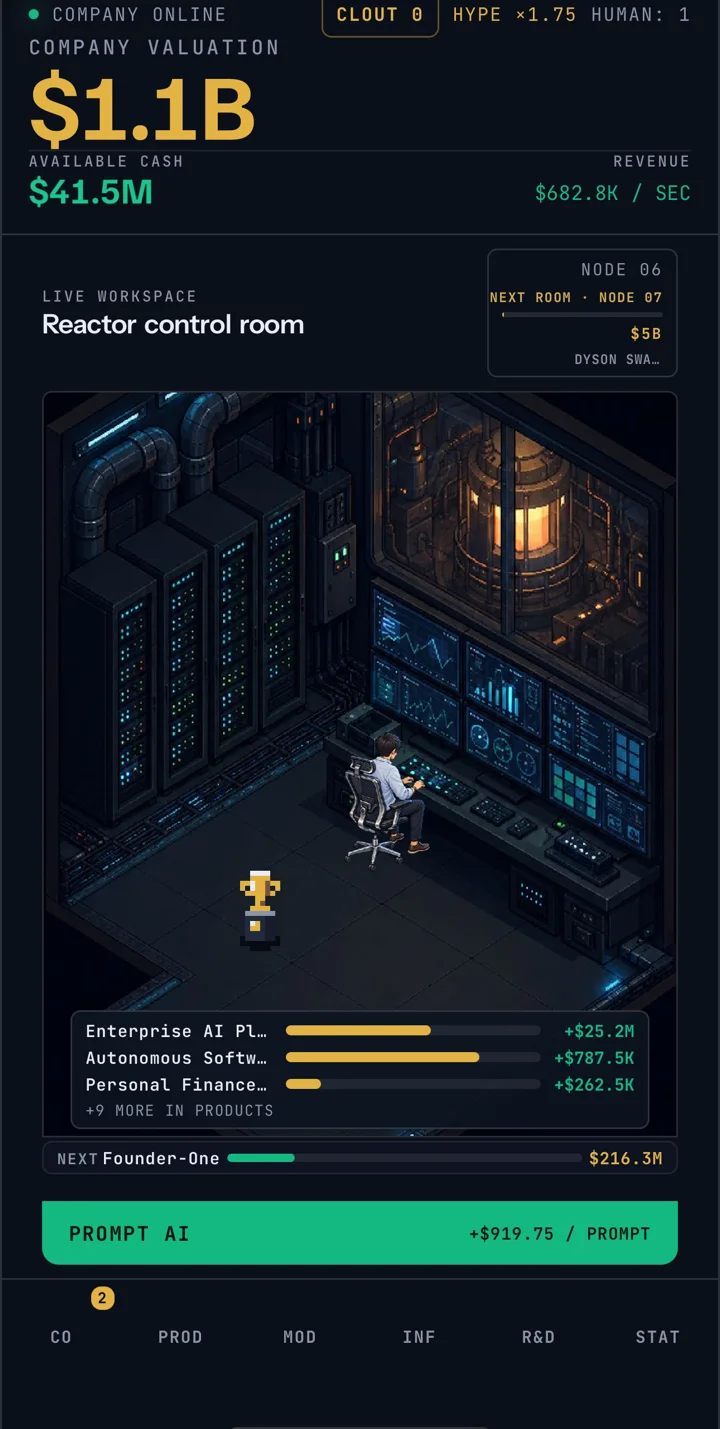 COMPANY ONLINE CLOUT 0 HYPE ×1.75 HUMAN: 1
COMPANY VALUATION
$1.1B
AVAILABLE CASH REVENUE
$41.5M $682.8K / SEC
NODE 06
LIVE WORKSPACE NEXT ROOM · NODE 07
Reactor control room
$5B
DYSON SWA…
Enterprise AI Pl… +$25.2M
Autonomous Softw… +$787.5K
Personal Finance… +$262.5K
+9 MORE IN PRODUCTS
NEXT Founder-One $216.3M
PROMPT AI +$919.75 / PROMPT
2
CO PROD MOD INF R&D STAT